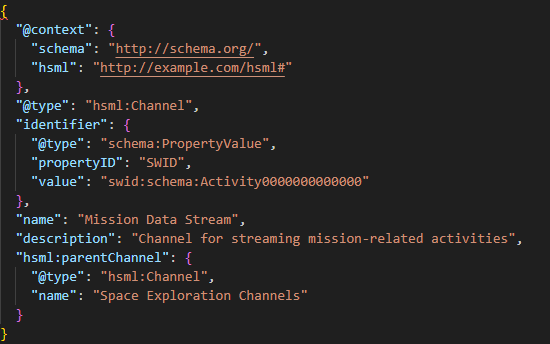 {
  "@context": {
    "schema": "http://schema.org/",
    "hsml": "http://example.com/hsml#"
  },
  "@type": "hsml:Channel",
  "identifier": {
    "@type": "schema:PropertyValue",
    "propertyID": "SWID",
    "value": "swid:schema:Activity0000000000000"
  },
  "name": "Mission Data Stream",
  "description": "Channel for streaming mission-related activities",
  "hsml:parentChannel": {
    "@type": "hsml:Channel",
    "name": "Space Exploration Channels"
  }
}